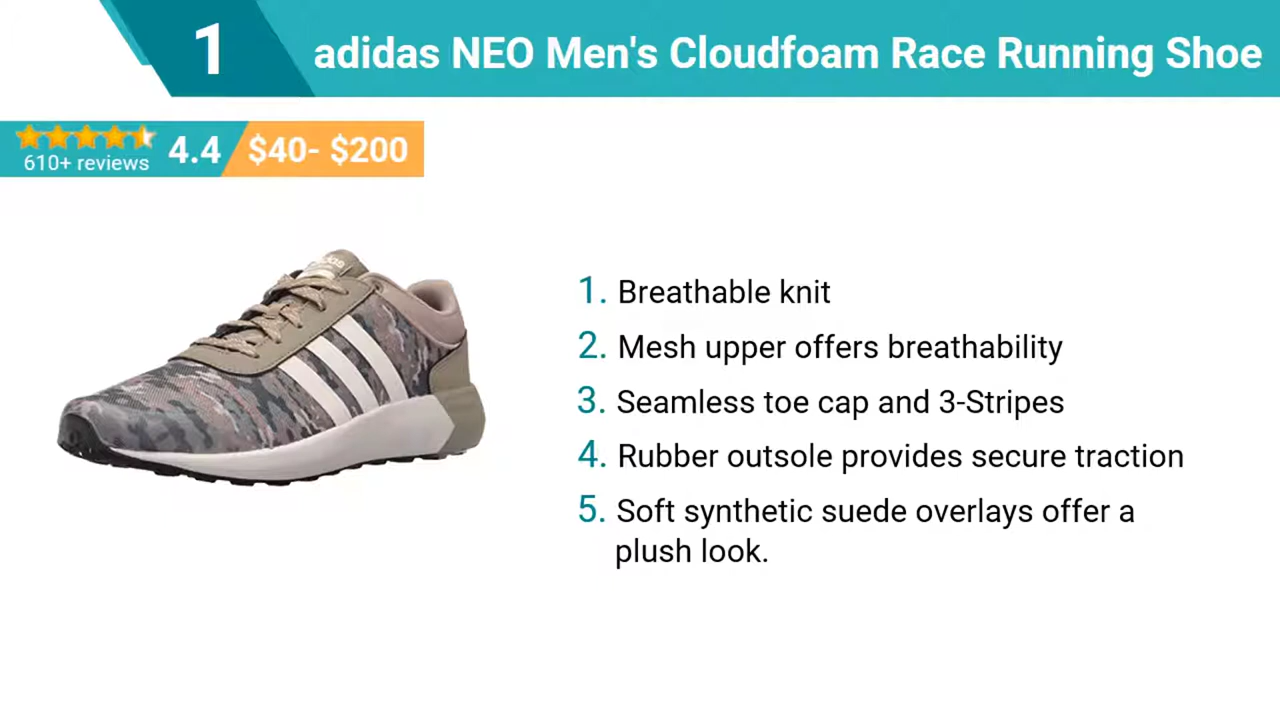 1
adidas NEO Men's Cloudfoam Race Running Shoe
610+ reviews
4.4
$40- $200
adidas
1. Breathable knit
2. Mesh upper offers breathability
3. Seamless toe cap and 3-Stripes
4. Rubber outsole provides secure traction
5. Soft synthetic suede overlays offer a
plush look.